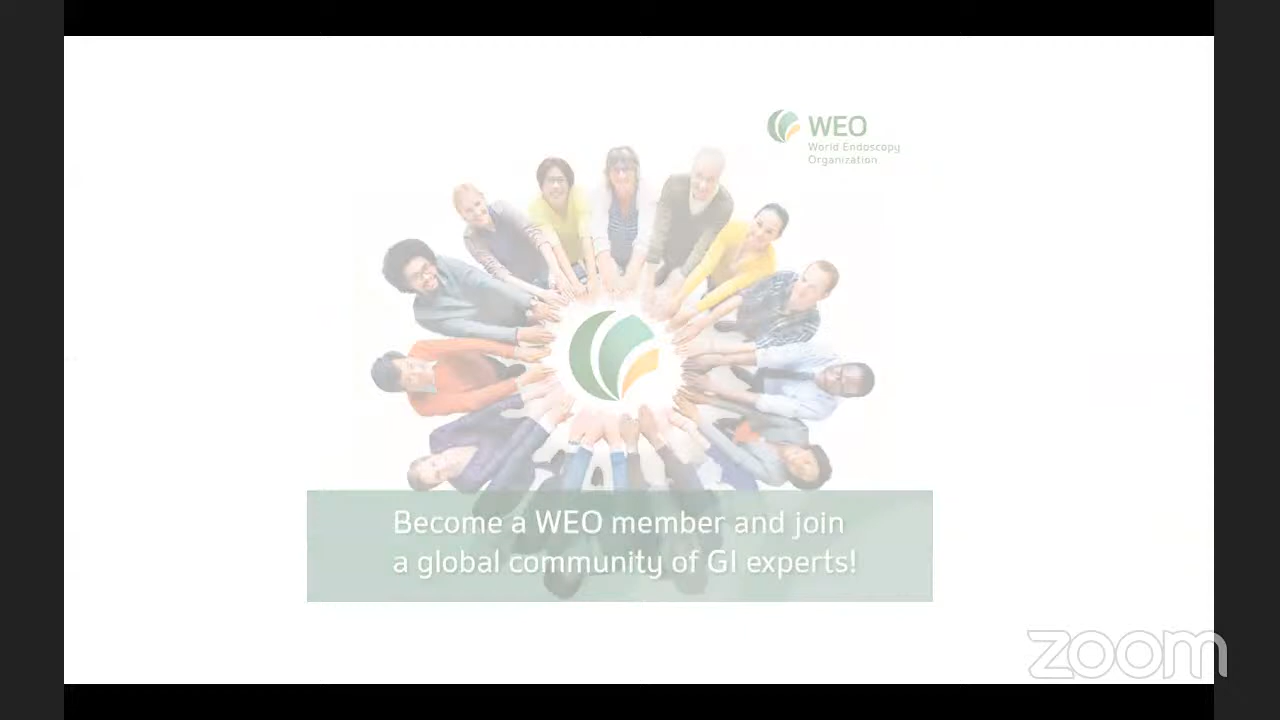 WEO
World Endoscopy
Organization
Become a WEO member and join
a global community of GI experts!
zoom